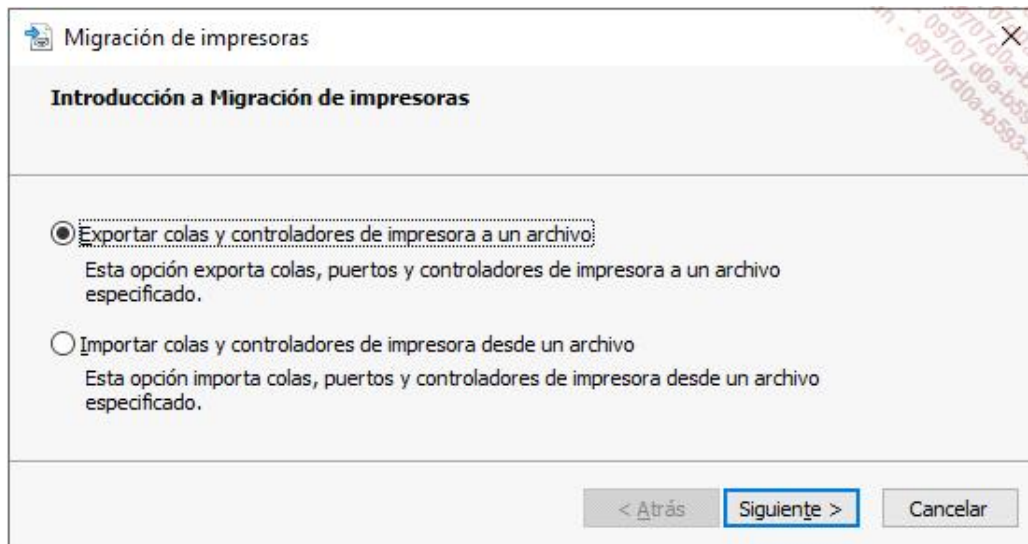 Migración de impresoras
Introducción a Migración de impresoras
Exportar colas y controladores de impresora a un archivo
Esta opción exporta colas, puertos y controladores de impresora a un archivo
especificado.
Importar colas y controladores de impresora desde un archivo
Esta opción importa colas, puertos y controladores de impresora desde un archivo
especificado.
< Atrás
Siguiente >
Cancelar